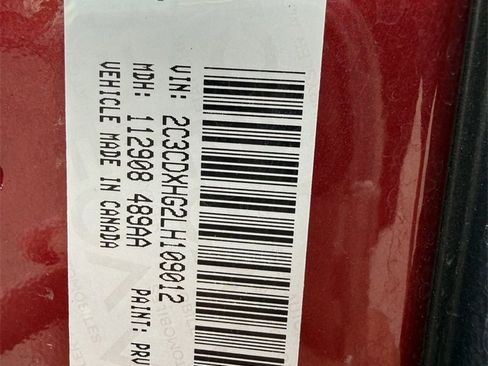 VIN: 2C3CDXHG2LH109012
MDH: 112908 489AA PAINT: PRV
VEHICLE MADE IN CANADA